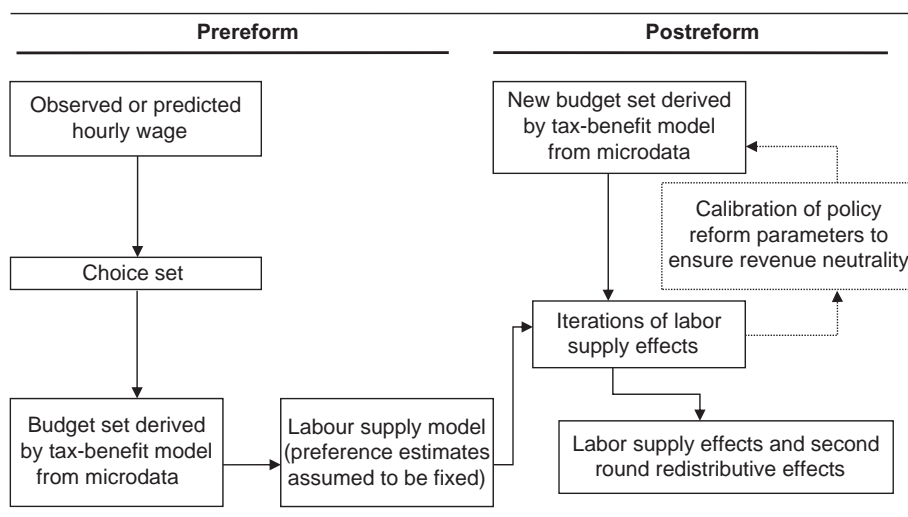 Prereform
Observed or predicted
hourly wage
Choice set
Budget set derived
by tax-benefit model
from microdata
Labour supply model
(preference estimates
assumed to be fixed)
Postreform
New budget set derived
by tax-benefit model
from microdata
Calibration of policy
reform parameters to
ensure revenue neutrality
Iterations of labor
supply effects
Labor supply effects and second
round redistributive effects